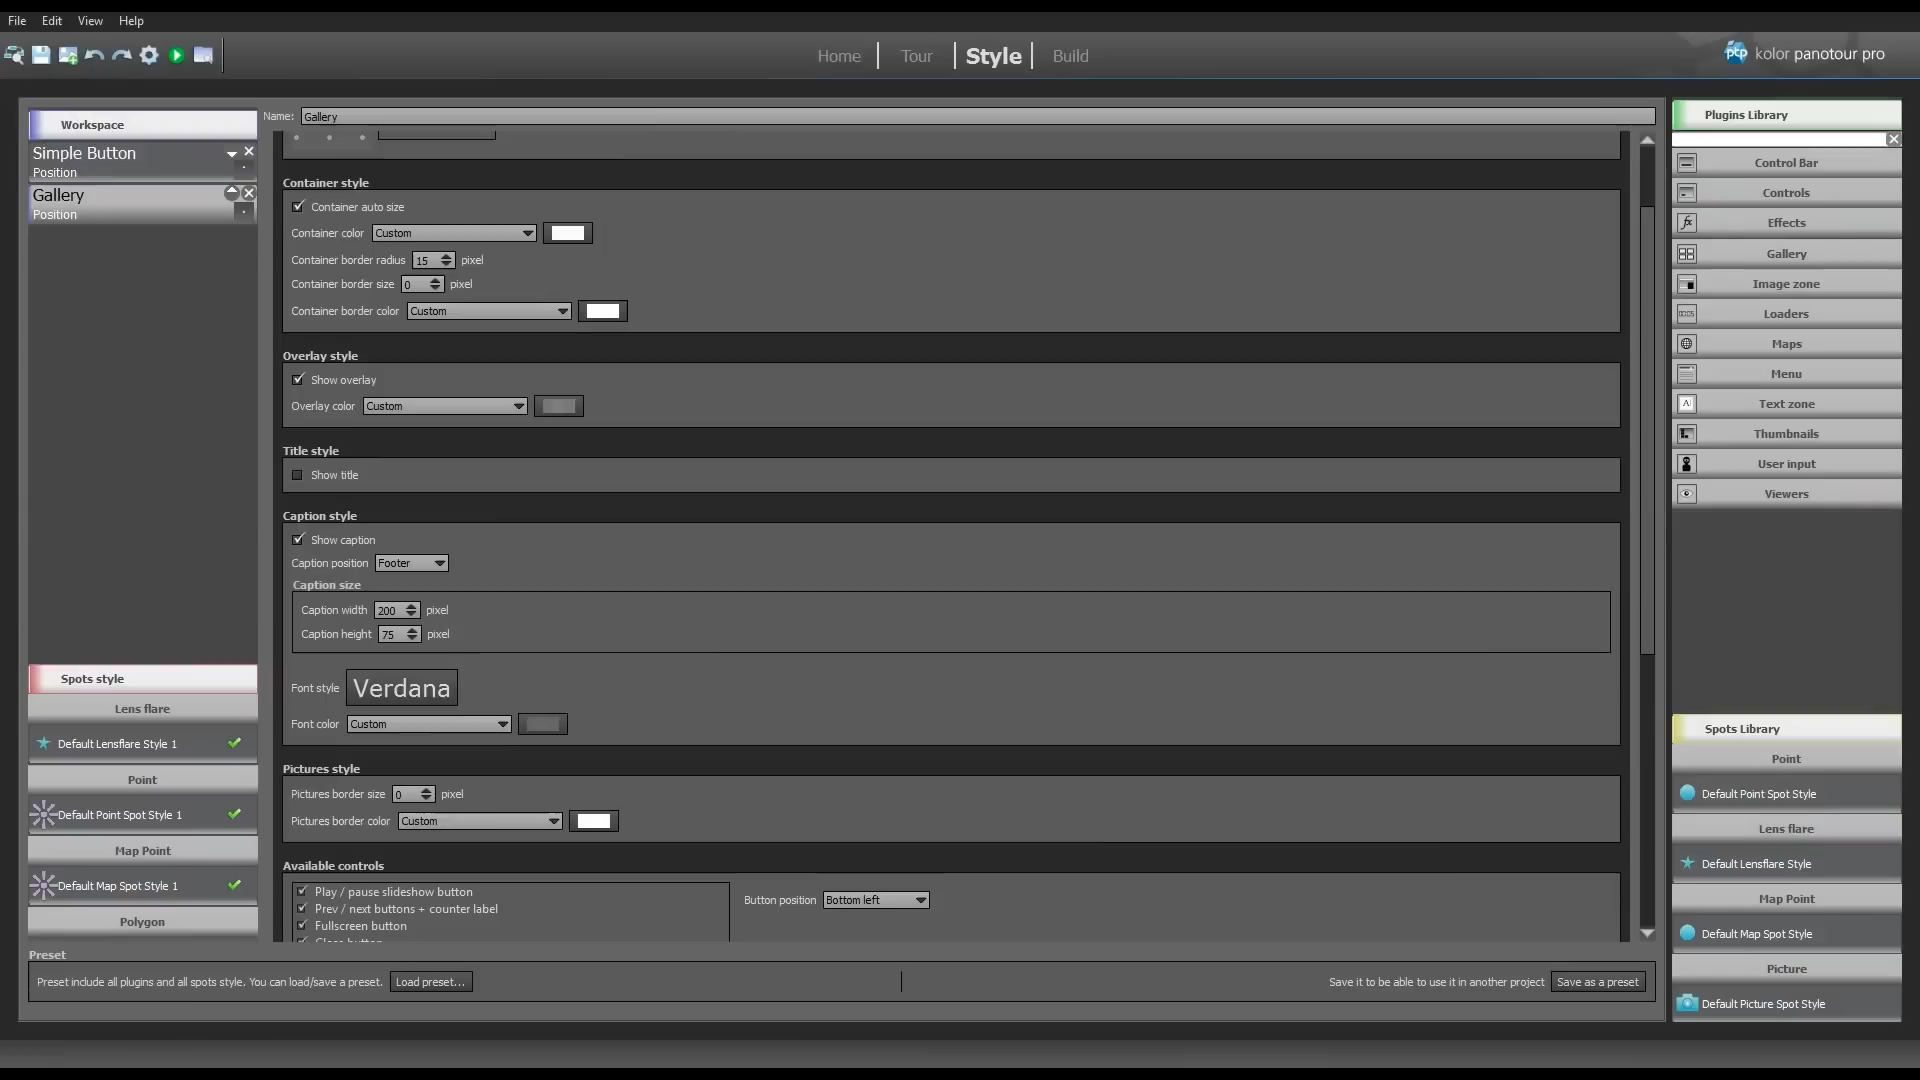 File Edit View Help
Home Tour Style Build
ptp kolor panotour pro
Workspace
Simple Button
Position
Gallery
Position
Spots style
Lens flare
Default Lensflare Style 1
Point
Default Point Spot Style 1
Map Point
Default Map Spot Style 1
Polygon
Name: Gallery
Container style
Container auto size
Container color Custom
Container border radius 15 pixel
Container border size 0 pixel
Container border color Custom
Overlay style
Show overlay
Overlay color Custom
Title style
Show title
Caption style
Show caption
Caption position Footer
Caption size
Caption width 200 pixel
Caption height 75 pixel
Font style Verdana
Font color Custom
Pictures style
Pictures border size 0 pixel
Pictures border color Custom
Available controls
Play / pause slideshow button
Prev / next buttons + counter label
Fullscreen button
Button position Bottom left
Preset
Preset include all plugins and all spots style. You can load/save a preset. Load preset...
Save it to be able to use it in another project Save as a preset
Plugins Library
Control Bar
Controls
Effects
Gallery
Image zone
Loaders
Maps
Menu
Text zone
Thumbnails
User input
Viewers
Spots Library
Point
Default Point Spot Style
Lens flare
Default Lensflare Style
Map Point
Default Map Spot Style
Picture
Default Picture Spot Style